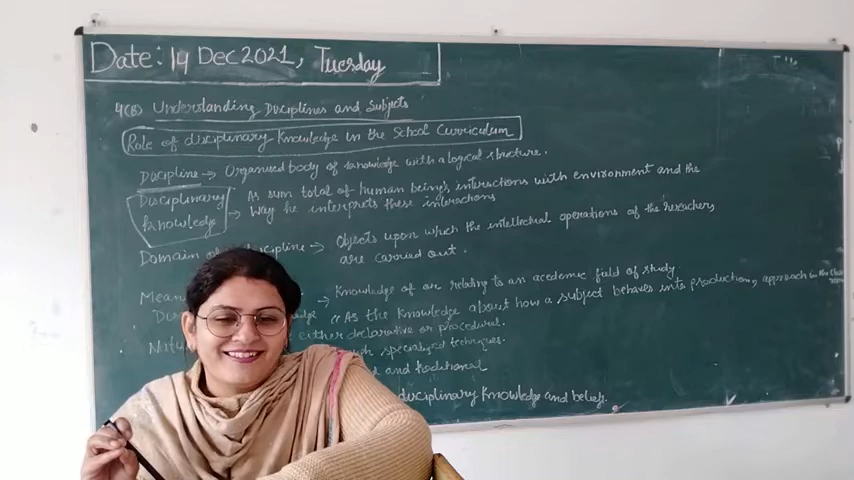 Date: 14 Dec 2021, Tuesday
4(B) Understanding Disciplines and Subjects
Role of disciplinary knowledge in the School Curriculum
Discipline → Organised body of knowledge with a logical structure.
Disciplinary knowledge → As sum total of human being's interactions with environment and the
way he interprets these interactions
Domain of discipline → Objects upon which the intellectual operations of the
are carried out.
→ Knowledge of or relating to an academic field of study
"As the knowledge about how a subject behaves into production, approach in the class room
either declarative or procedural.
specialized techniques.
and traditional
disciplinary knowledge and beliefs.